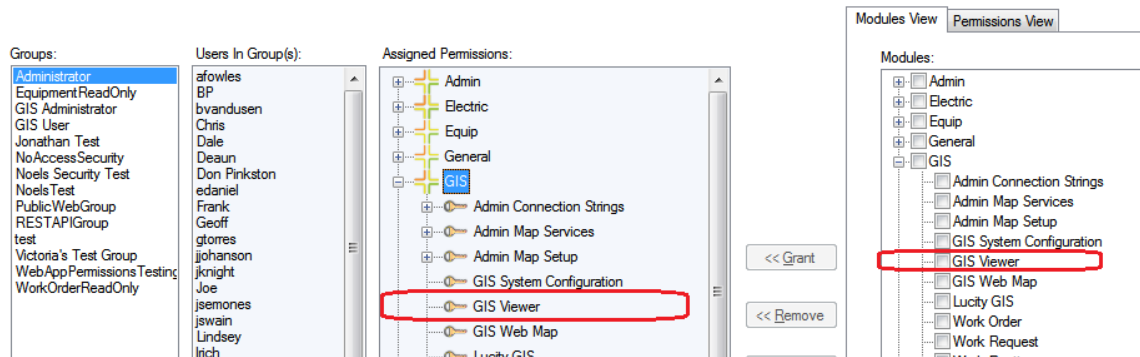 Modules View
Permissions View
Groups:
Administrator
EquipmentReadOnly
GIS Administrator
GIS User
Jonathan Test
NoAccessSecurity
Noels Security Test
NoelsTest
PublicWebGroup
RESTAPIGroup
test
Victoria's Test Group
WebAppPermissionsTesting
WorkOrderReadOnly
Users In Group(s):
afowles
BP
bvandusen
Chris
Dale
Deaun
Don Pinkston
edaniel
Frank
Geoff
gtorres
jjohanson
jknight
Joe
jsemones
jswain
Lindsey
lrich
Assigned Permissions:
Admin
Electric
Equip
General
GIS
Admin Connection Strings
Admin Map Services
Admin Map Setup
GIS System Configuration
GIS Viewer
GIS Web Map
Lucity GIS
<< Grant
<< Remove
Modules:
Admin
Electric
Equip
General
GIS
Admin Connection Strings
Admin Map Services
Admin Map Setup
GIS System Configuration
GIS Viewer
GIS Web Map
Lucity GIS
Work Order
Work Request